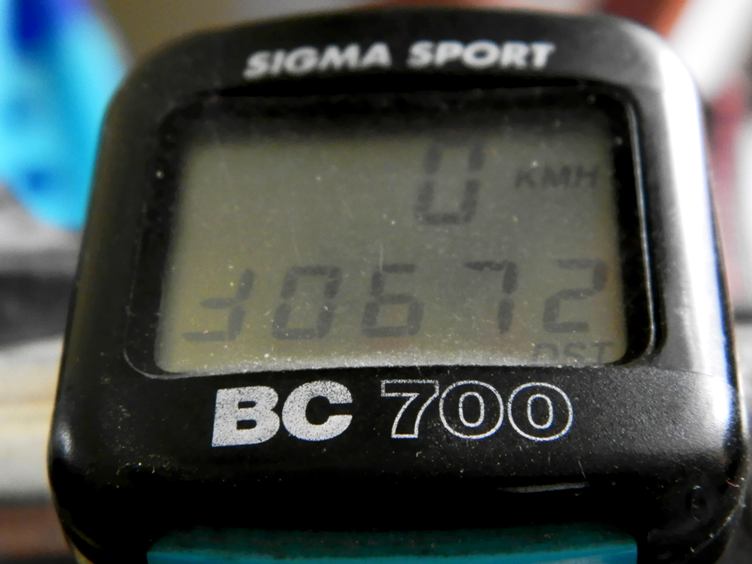 SIGMA SPORT
0 KMH
30672
DST
BC 700